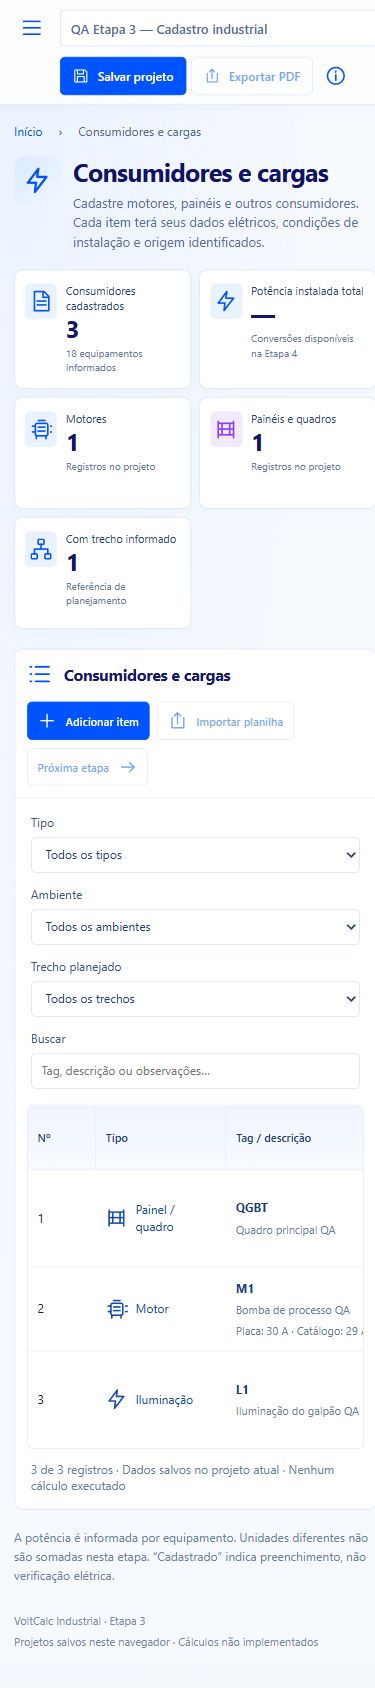 QA Etapa 3 — Cadastro industrial
Salvar projeto
Exportar PDF
Início › Consumidores e cargas
Consumidores e cargas
Cadastre motores, painéis e outros consumidores.
Cada item terá seus dados elétricos, condições de
instalação e origem identificados.
Consumidores
cadastrados
3
18 equipamentos
informados
Potência instalada total
—
Conversões disponíveis
na Etapa 4
Motores
1
Registros no projeto
Painéis e quadros
1
Registros no projeto
Com trecho informado
1
Referência de
planejamento
Consumidores e cargas
Adicionar item
Importar planilha
Próxima etapa
Tipo
Todos os tipos
Ambiente
Todos os ambientes
Trecho planejado
Todos os trechos
Buscar
Tag, descrição ou observações...
Nº Tipo Tag / descrição
1
Painel /
quadro
QGBT
Quadro principal QA
2
Motor
M1
Bomba de processo QA
Placa: 30 A · Catálogo: 29
3
Iluminação
L1
Iluminação do galpão QA
3 de 3 registros · Dados salvos no projeto atual · Nenhum
cálculo executado
A potência é informada por equipamento. Unidades diferentes não
são somadas nesta etapa. “Cadastrado” indica preenchimento, não
verificação elétrica.
VoltCalc Industrial · Etapa 3
Projetos salvos neste navegador · Cálculos não implementados